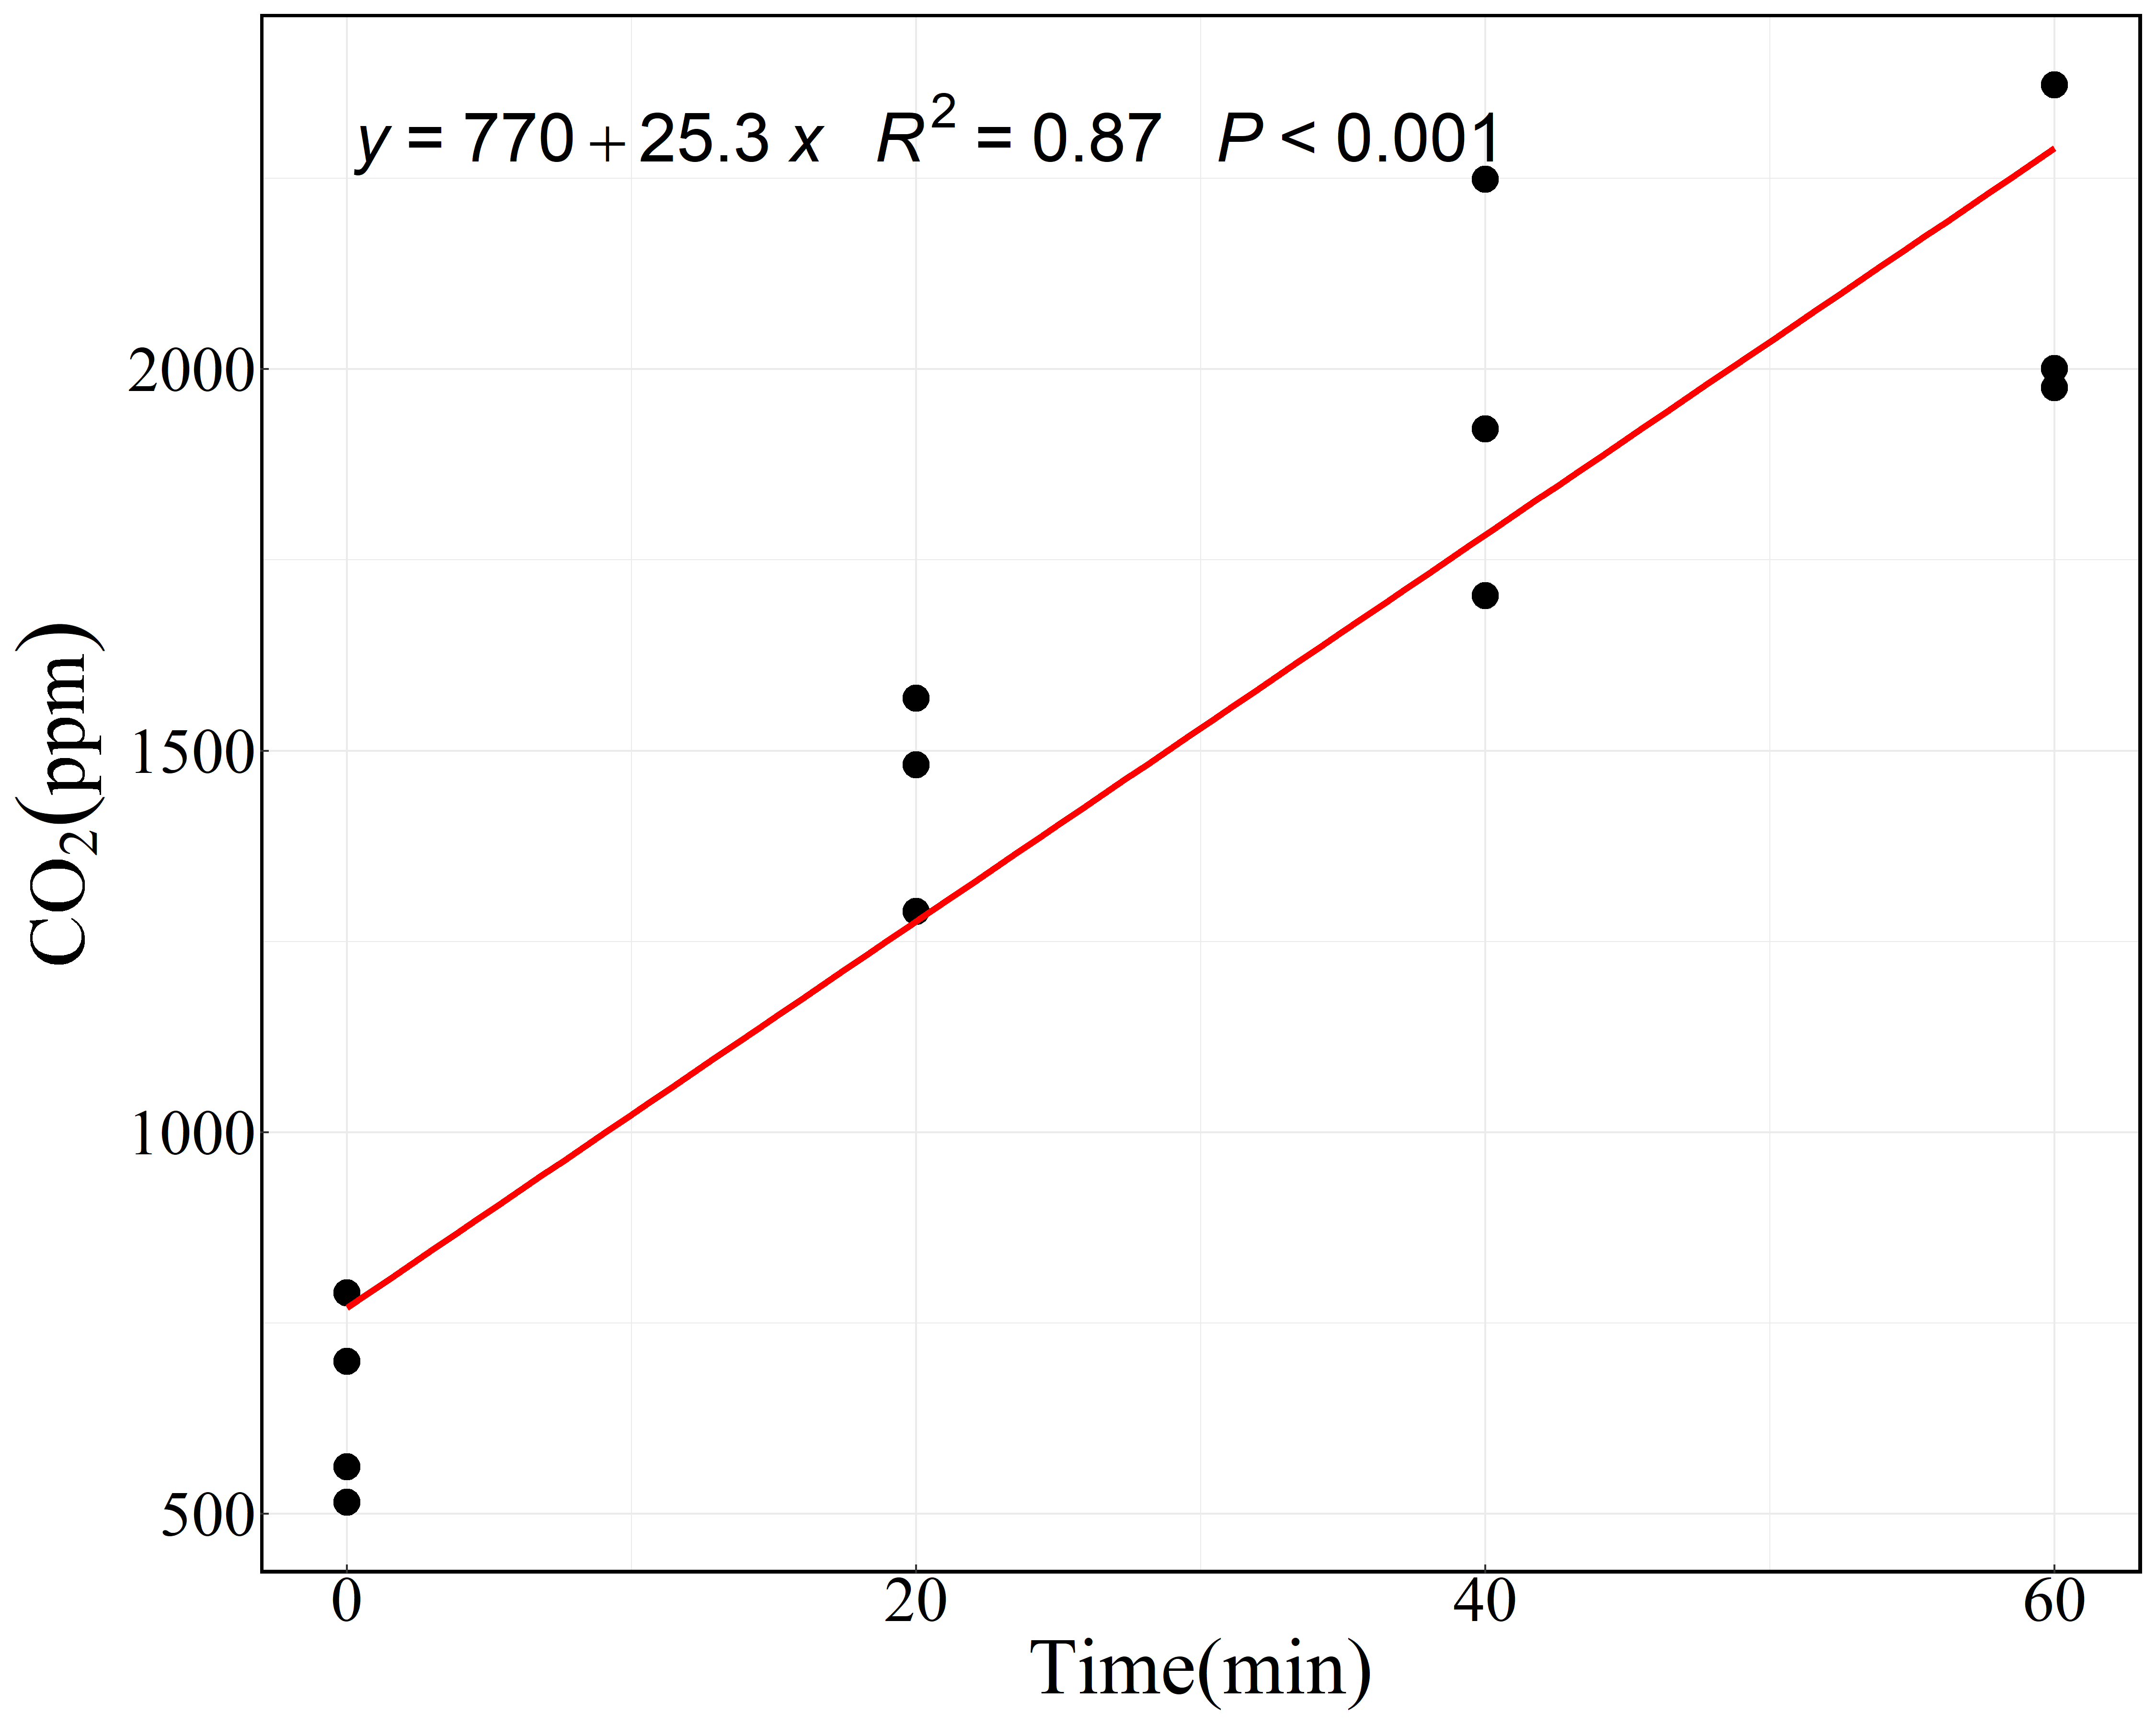 y = 770 + 25.3 x R² = 0.87 P < 0.001
2000
1500
1000
500
CO₂(ppm)
0 20 40 60
Time(min)